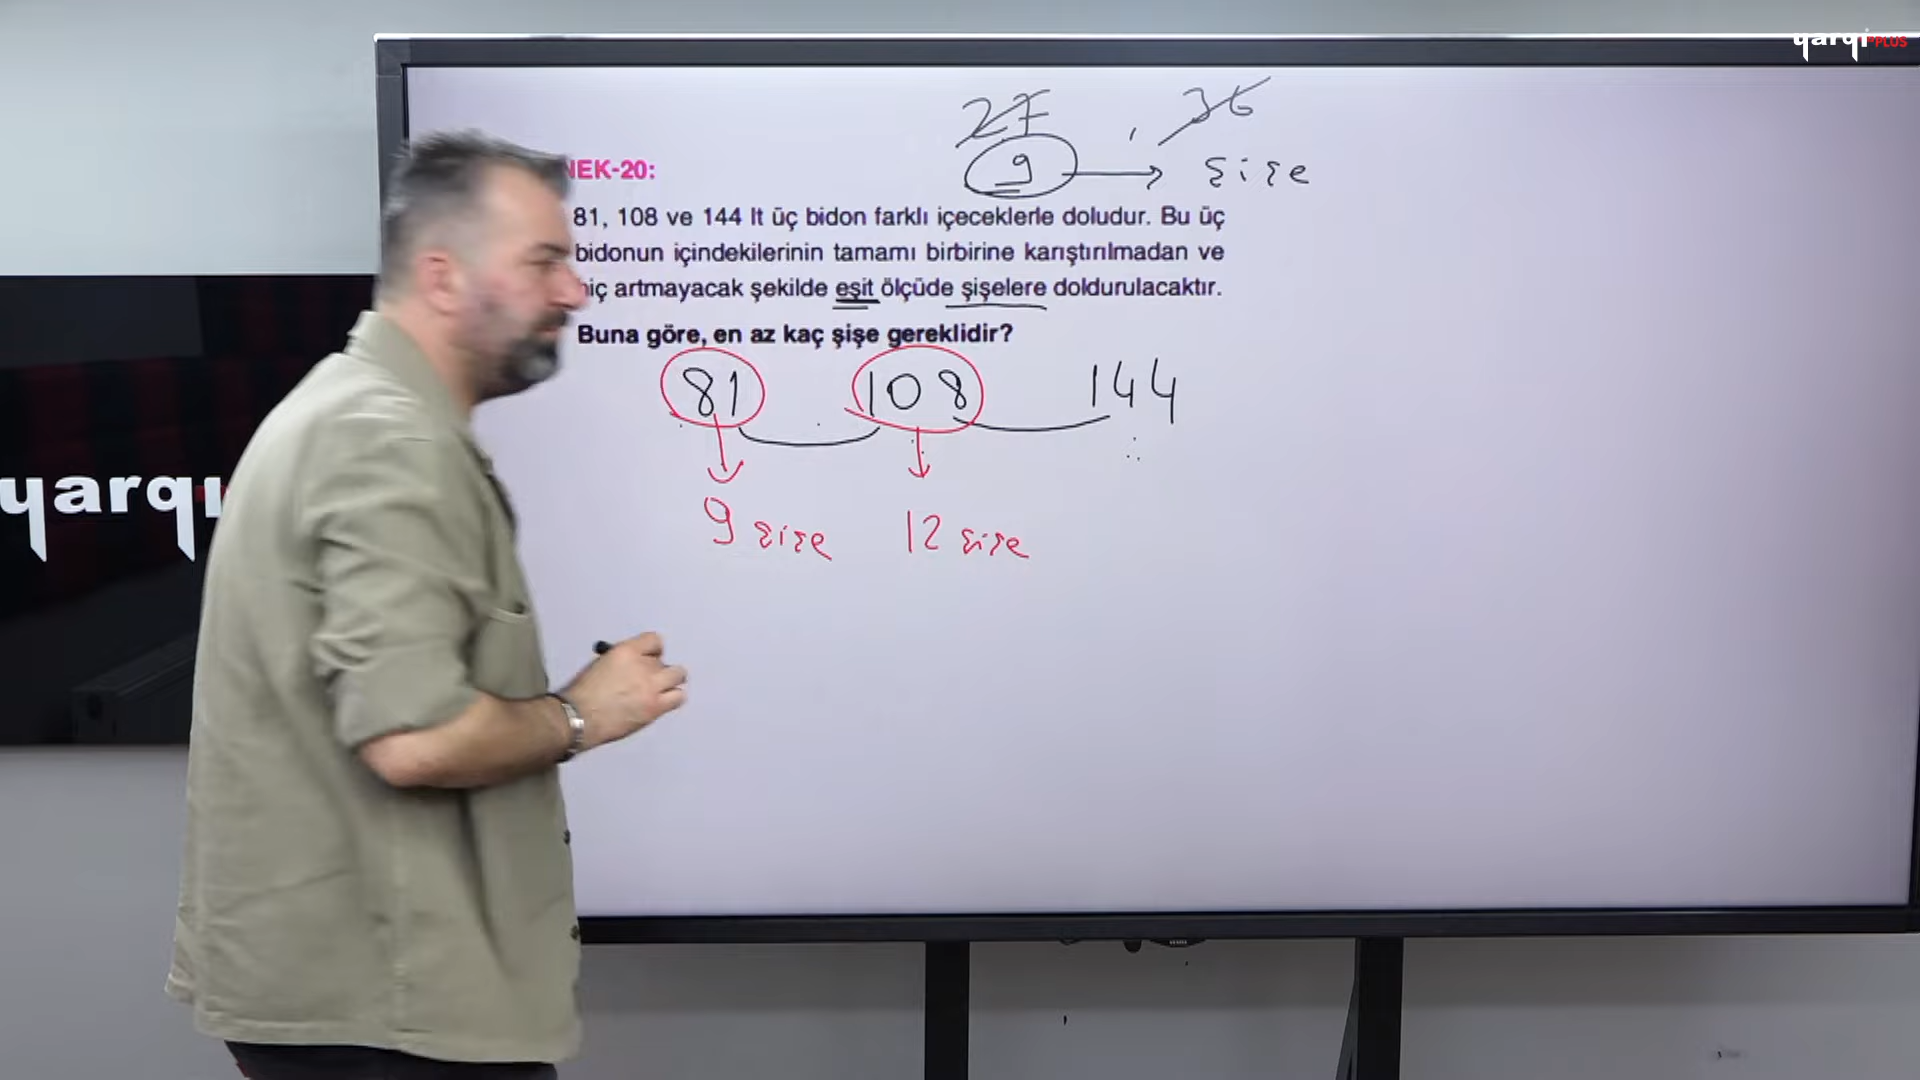 yarqı PLUS
27 , 36
9 → şişe
NEK-20:
81, 108 ve 144 lt üç bidon farklı içeceklerle doludur. Bu üç
bidonun içindekilerinin tamamı birbirine karıştırılmadan ve
hiç artmayacak şekilde eşit ölçüde şişelere doldurulacaktır.
Buna göre, en az kaç şişe gereklidir?
81 108 144
9 şişe 12 şişe
yarqı